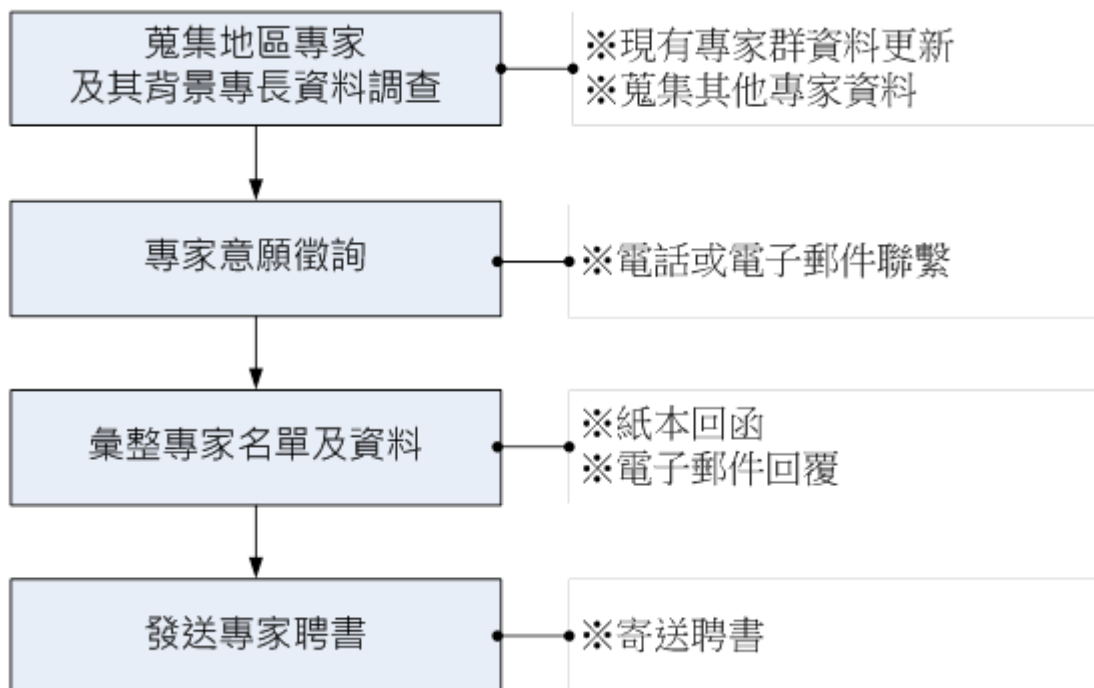 蒐集地區專家
及其背景專長資料調查
※現有專家群資料更新
※蒐集其他專家資料
專家意願徵詢
※電話或電子郵件聯繫
彙整專家名單及資料
※紙本回函
※電子郵件回覆
發送專家聘書
※寄送聘書